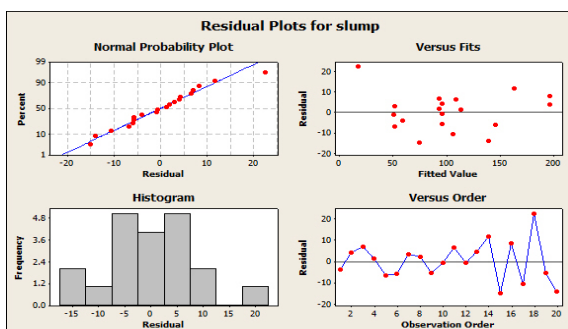 Residual Plots for slump
Normal Probability Plot
99
90
50
10
1
Percent
-20 -10 0 10 20
Residual
Versus Fits
20
10
0
-10
-20
Residual
0 50 100 150 200
Fitted Value
Histogram
4.8
3.6
2.4
1.2
0.0
Frequency
-15 -10 -5 0 5 10 15 20
Residual
Versus Order
20
10
0
-10
-20
Residual
2 4 6 8 10 12 14 16 18 20
Observation Order